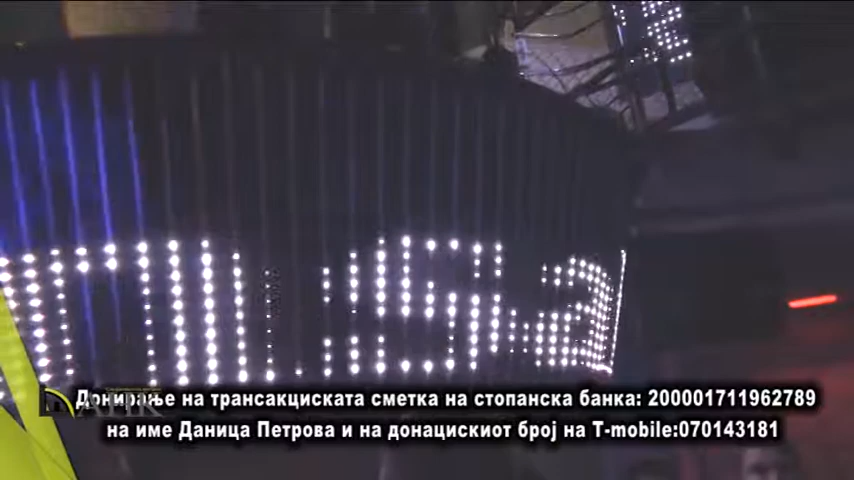 Донирање на трансакциската сметка на стопанска банка: 200001711962789
на име Даница Петрова и на донацискиот број на T-mobile:070143181